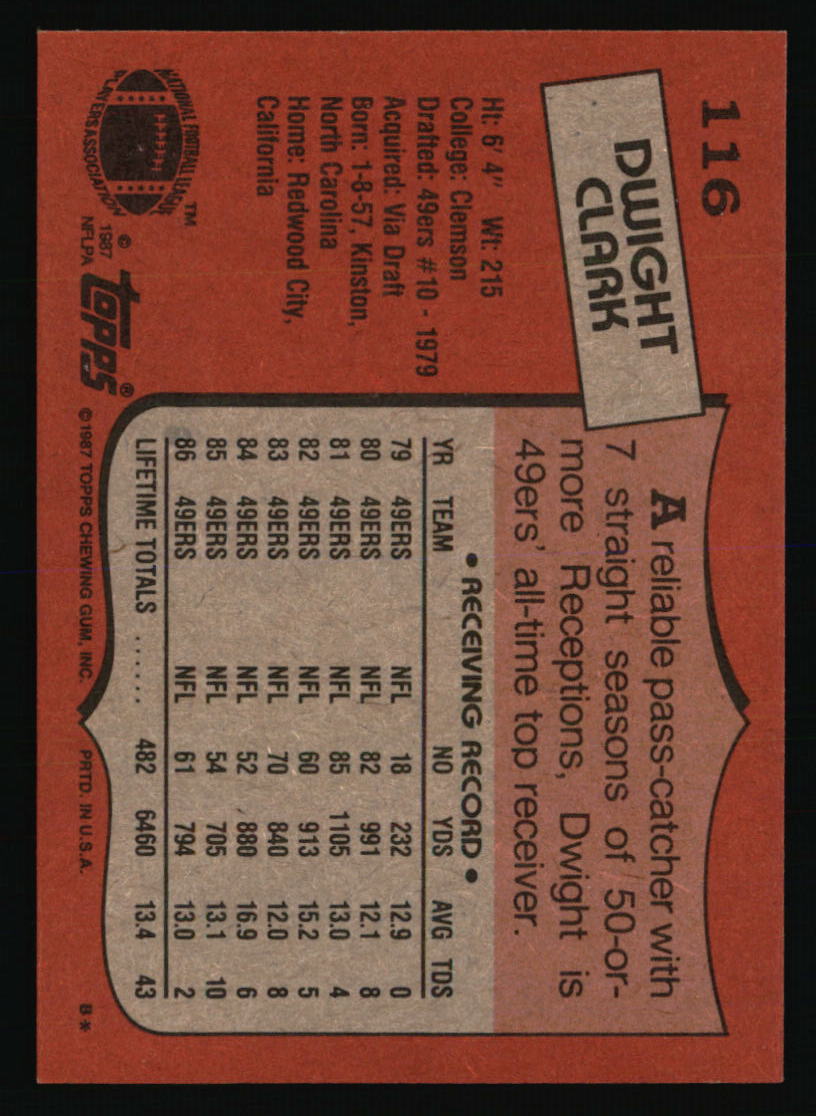 116
DWIGHT
CLARK
Ht: 6' 4" Wt: 215
College: Clemson
Drafted: 49ers #10 - 1979
Acquired: Via Draft
Born: 1-8-57, Kinston,
North Carolina
Home: Redwood City,
California
NATIONAL FOOTBALL LEAGUE
PLAYERS ASSOCIATION
™
© 1987
NFLPA
topps®
A reliable pass-catcher with
7 straight seasons of 50-or-
more Receptions, Dwight is
49ers' all-time top receiver.
• RECEIVING RECORD •
YR TEAM NO YDS AVG TDS
79 49ERS NFL 18 232 12.9 0
80 49ERS NFL 82 991 12.1 8
81 49ERS NFL 85 1105 13.0 4
82 49ERS NFL 60 913 15.2 5
83 49ERS NFL 70 840 12.0 8
84 49ERS NFL 52 880 16.9 6
85 49ERS NFL 54 705 13.1 10
86 49ERS NFL 61 794 13.0 2
LIFETIME TOTALS ...... 482 6460 13.4 43
©1987 TOPPS CHEWING GUM, INC. PRTD. IN U.S.A. B*